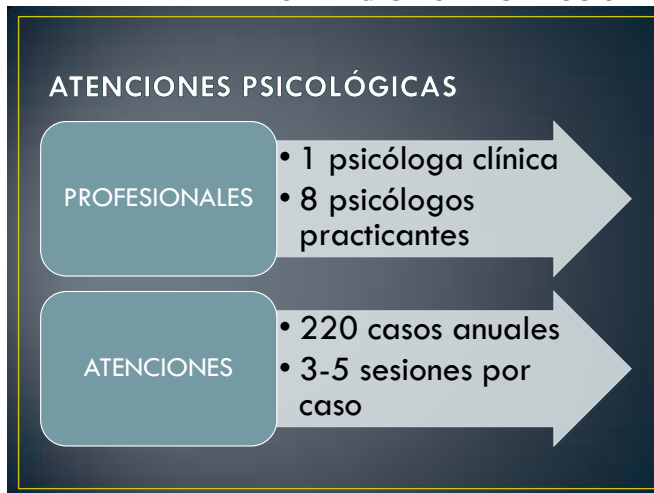 ATENCIONES PSICOLÓGICAS
PROFESIONALES
• 1 psicóloga clínica
• 8 psicólogos
practicantes
ATENCIONES
• 220 casos anuales
• 3-5 sesiones por
caso